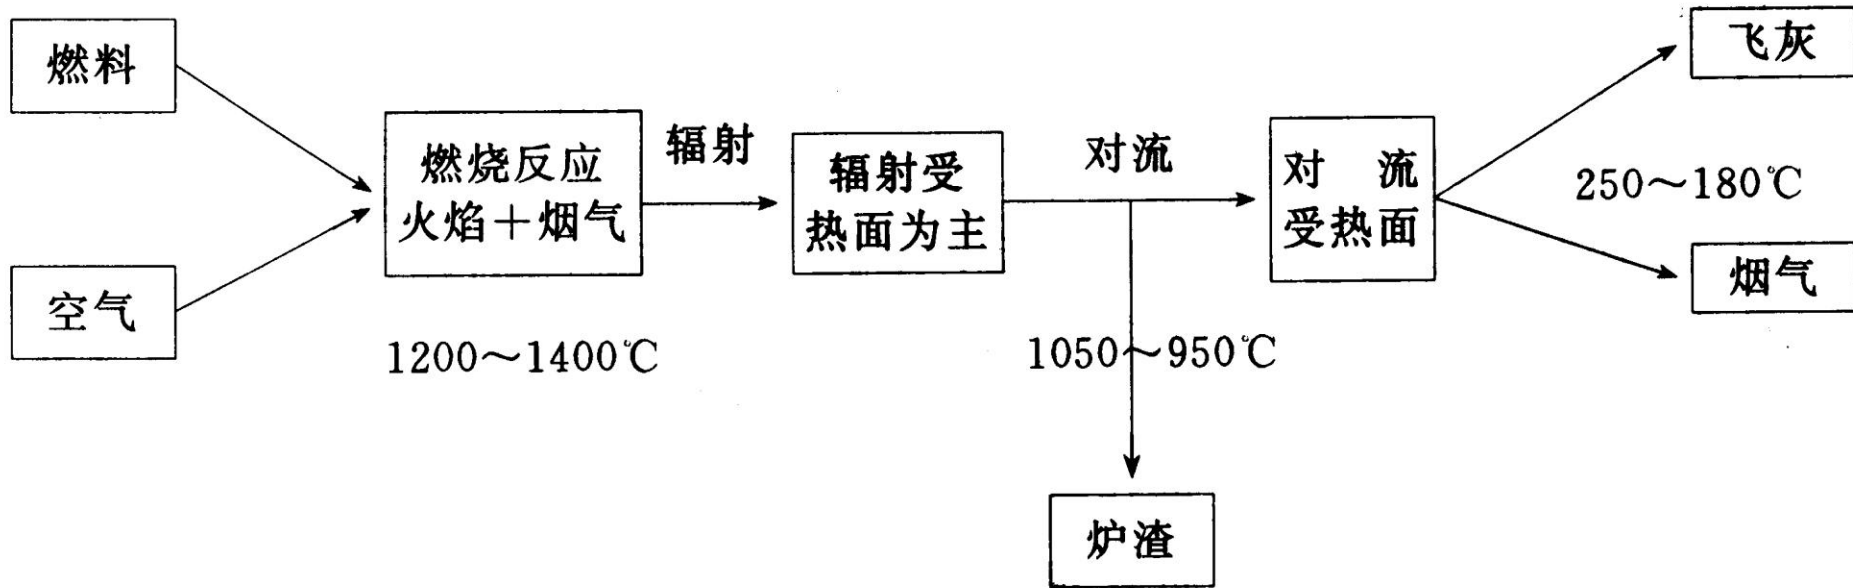 燃料
空气
燃烧反应
火焰＋烟气
1200～1400℃
辐射
辐射受
热面为主
对流
1050～950℃
炉渣
对 流
受热面
飞灰
250～180℃
烟气